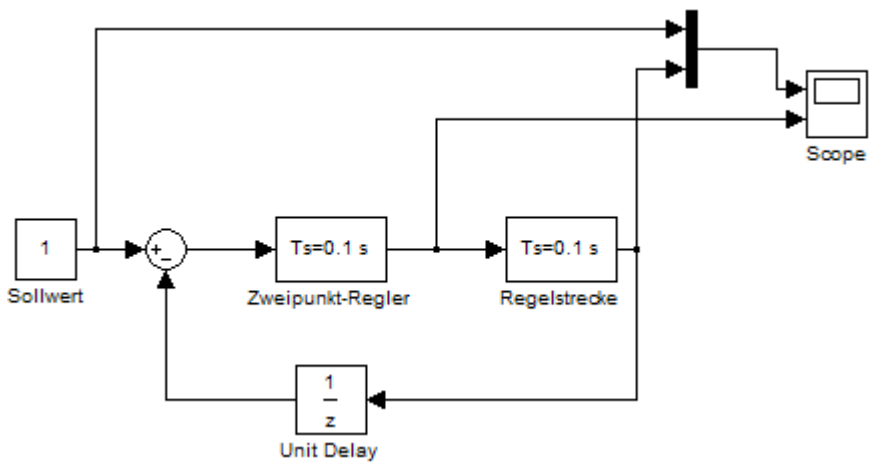 Scope
1
+
−
Ts=0.1 s
Ts=0.1 s
Sollwert
Zweipunkt-Regler
Regelstrecke
1
z
Unit Delay